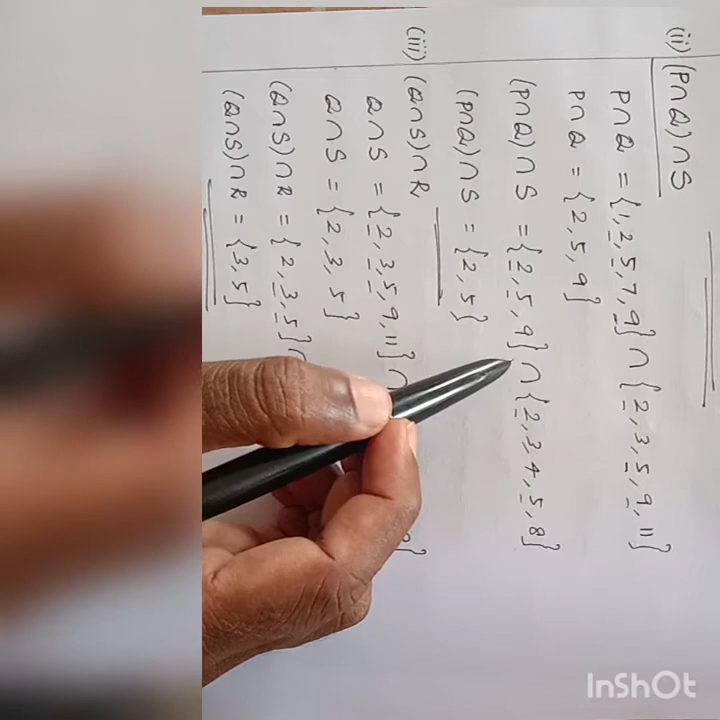 (ii) (P∩Q)∩S
P∩Q = {1,2,5,7,9}∩{2,3,5,9,11}
P∩Q = {2,5,9}
(P∩Q)∩S = {2,5,9}∩{2,3,4,5,8}
(P∩Q)∩S = {2,5}
(iii) (Q∩S)∩R
Q∩S = {2,3,5,9,11}∩
Q∩S = {2,3,5}
(Q∩S)∩R = {2,3,5}∩
(Q∩S)∩R = {3,5}
InShOt